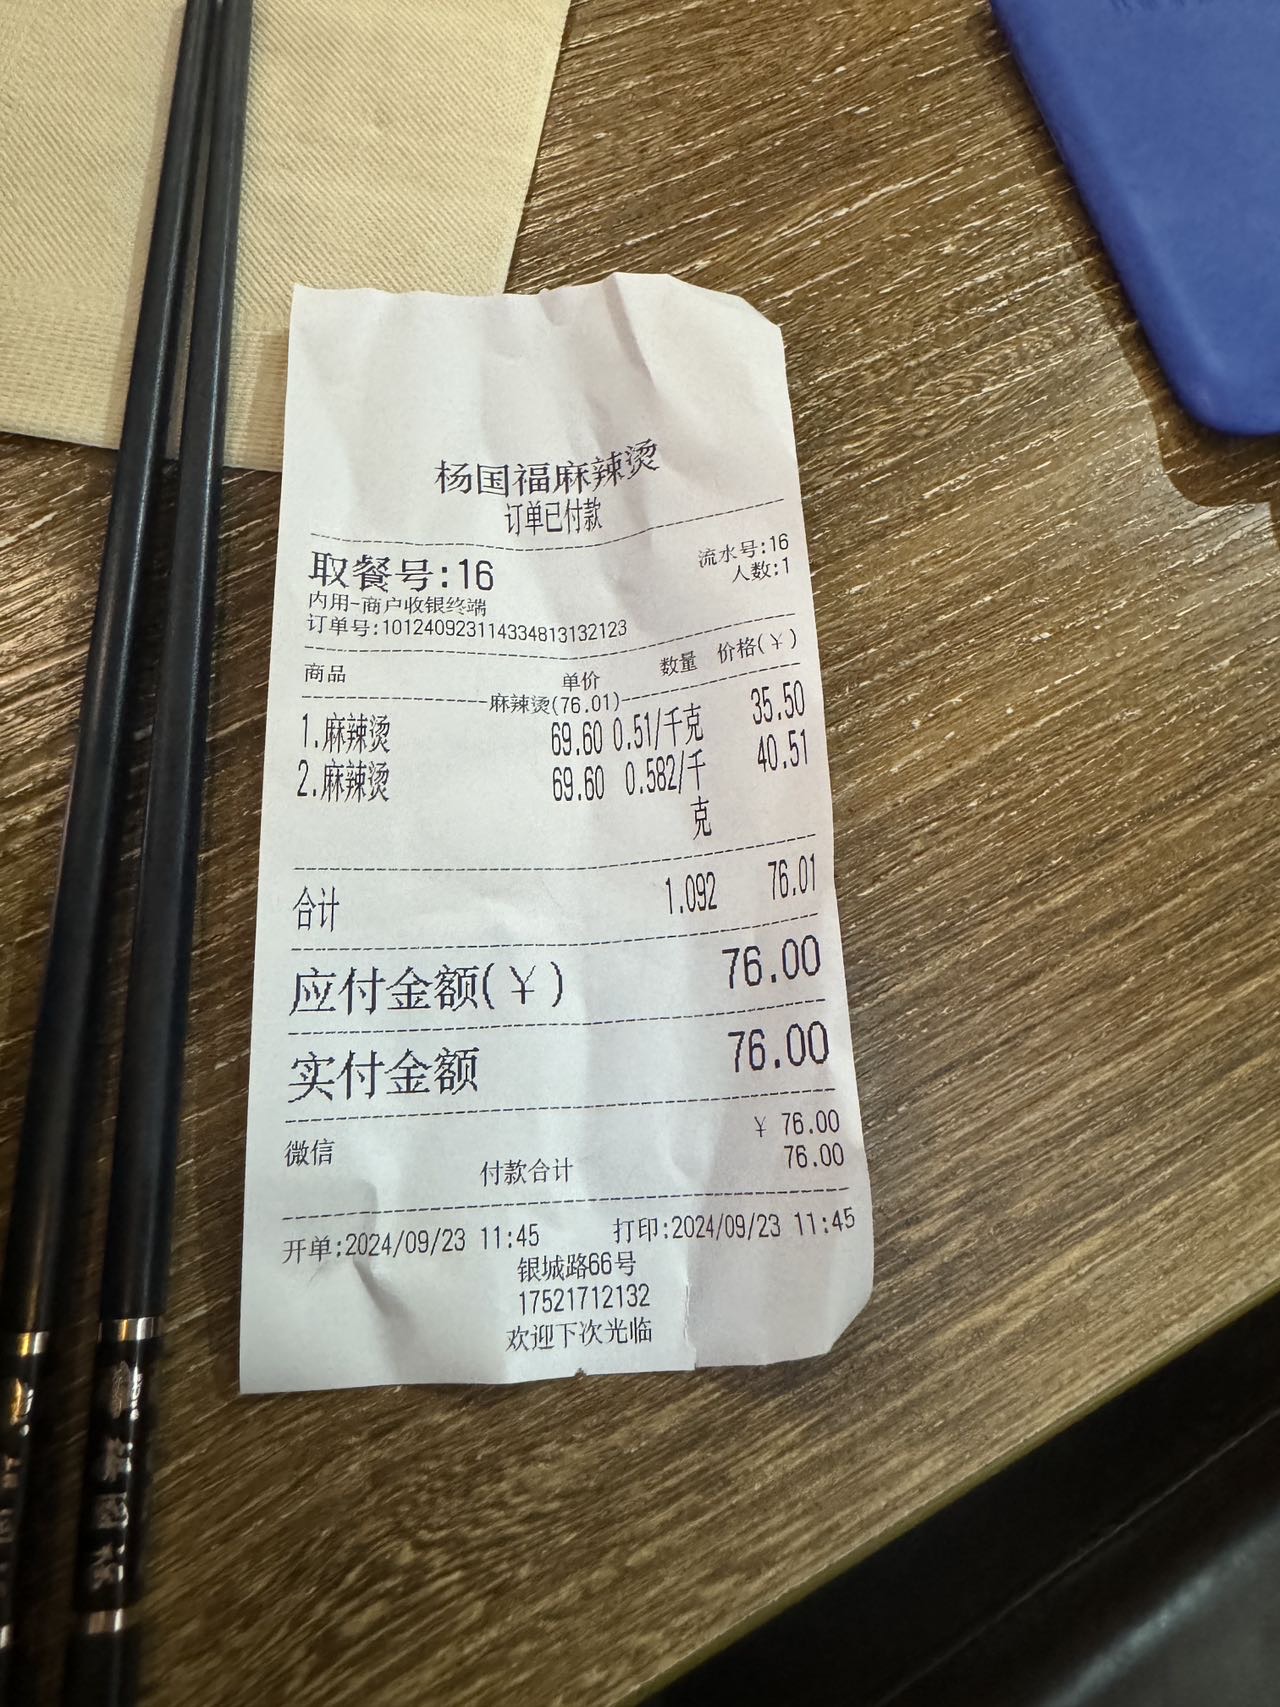 杨国福麻辣烫
订单已付款
取餐号:16
流水号:16
人数:1
内用-商户收银终端
订单号:101240923114334813132123
商品 单价 数量 价格(¥)
麻辣烫(76.01)
1.麻辣烫 69.60 0.51/千克 35.50
2.麻辣烫 69.60 0.582/千 40.51
克
合计 1.092 76.01
应付金额(¥) 76.00
实付金额 76.00
微信 ¥ 76.00
付款合计 76.00
开单:2024/09/23 11:45 打印:2024/09/23 11:45
银城路66号
17521712132
欢迎下次光临